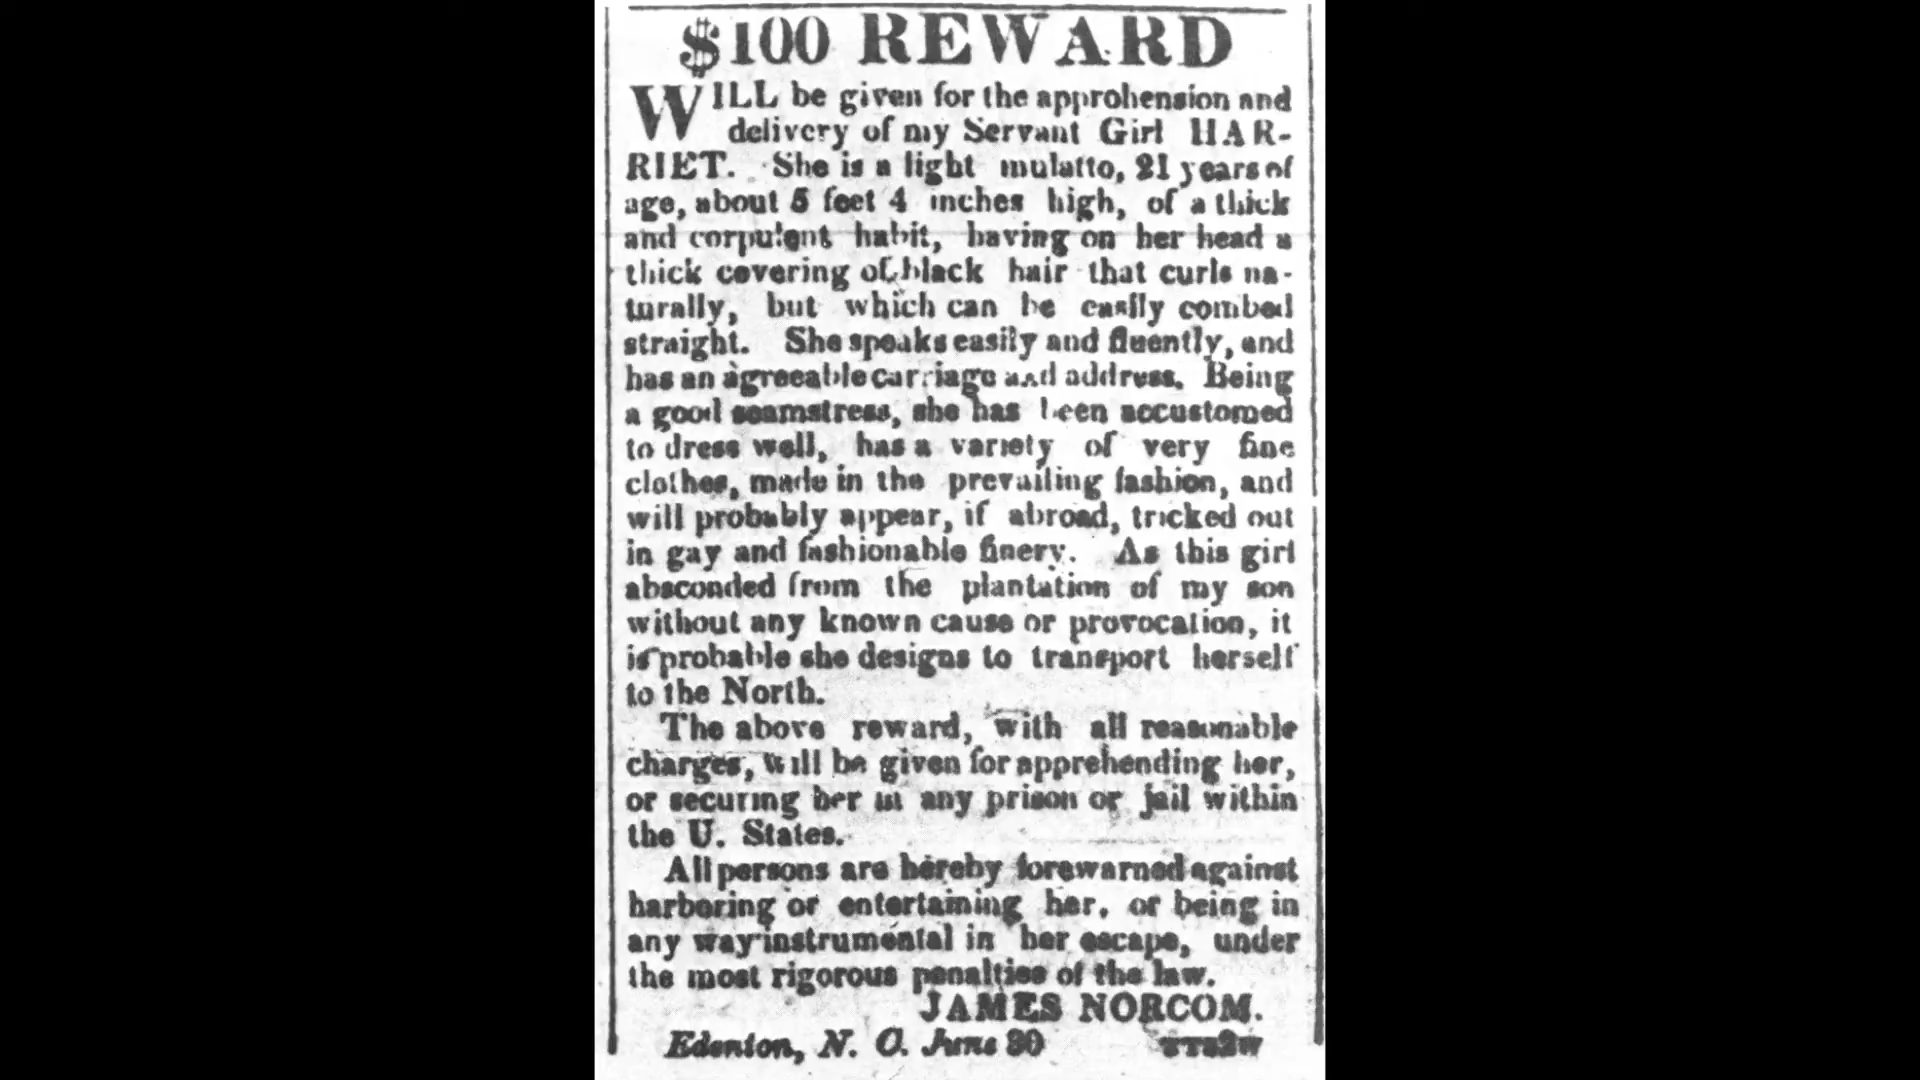 $100 REWARD
WILL be given for the approhension and
delivery of my Servant Girl HAR-
RIET. She is a light mulatto, 21 years of
age, about 5 feet 4 inches high, of a thick
and corpulent habit, having on her head a
thick covering of black hair that curls na-
turally, but which can be easily combed
straight. She speaks easily and fluently, and
has an agreeable carriage and address. Being
a good seamstress, she has been accustomed
to dress well, has a variety of very fine
clothes, made in the prevailing fashion, and
will probably appear, if abroad, tricked out
in gay and fashionable finery. As this girl
absconded from the plantation of my son
without any known cause or provocation, it
is probable she designs to transport herself
to the North.
The above reward, with all reasonable
charges, will be given for apprehending her,
or securing her in any prison or jail within
the U. States.
All persons are hereby forewarned against
harboring or entertaining her, or being in
any way instrumental in her escape, under
the most rigorous penalties of the law.
JAMES NORCOM.
Edenton, N. C. June 30